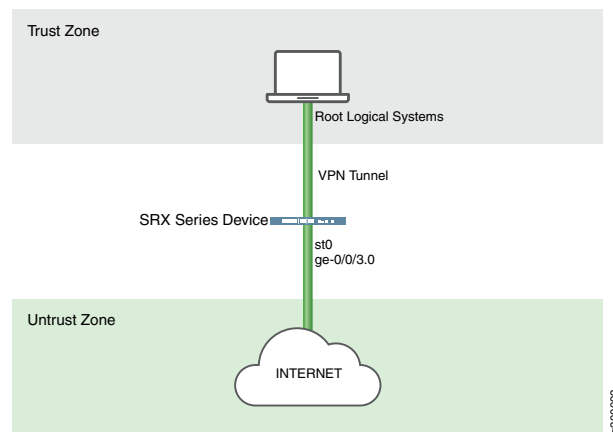 Trust Zone
Root Logical Systems
VPN Tunnel
SRX Series Device
st0
ge-0/0/3.0
Untrust Zone
INTERNET